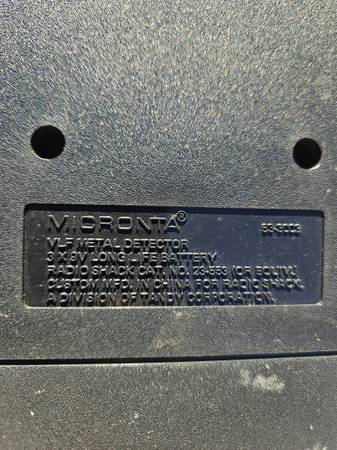 MICRONTA® 63-3003
VLF METAL DETECTOR
3 X 9V LONG LIFE BATTERY
RADIO SHACK CAT. NO. 23-553 (OR EQUIV.)
CUSTOM MFD. IN CHINA FOR RADIO SHACK,
A DIVISION OF TANDY CORPORATION.